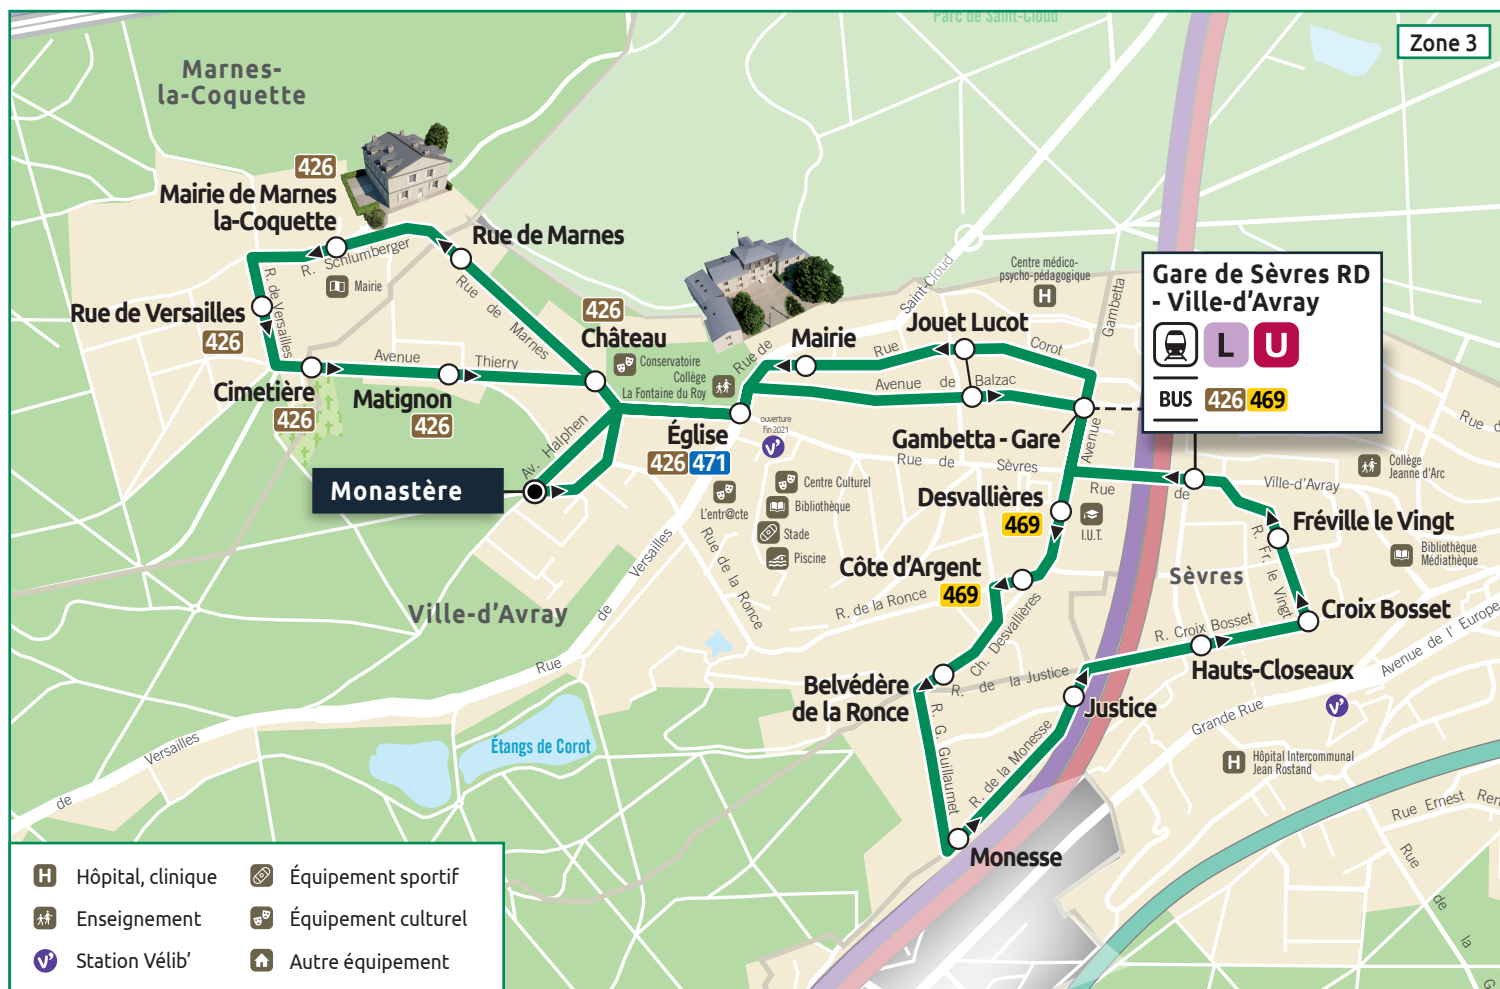 Parc de Saint-Cloud
Zone 3
Marnes-
la-Coquette
426
Mairie de Marnes
la-Coquette
Rue de Marnes
R. Schlumberger
Mairie
R. de Versailles
Rue de Versailles
426
Rue de Marnes
426
Château
Conservatoire
Collège
La Fontaine du Roy
Avenue Thierry
Cimetière
426
Matignon
426
Av. Halphen
Monastère
Église
426 471
ouverture
Fin 2021
L'entr@cte
Centre Culturel
Bibliothèque
Stade
Piscine
Rue de Saint-Cloud
Mairie
Jouet Lucot
Rue Corot
Avenue de Balzac
Centre médico-
psycho-pédagogique
H
Gambetta
Avenue
Gambetta - Gare
Gare de Sèvres RD
- Ville-d'Avray
L U
BUS 426 469
Rue de Sèvres
Rue de Ville-d'Avray
Desvallières
469
I.U.T.
Côte d'Argent
469
R. de la Ronce
Rue de la Ronce
Ch. Desvallières
Belvédère
de la Ronce
R. de la Justice
R. G. Guillaumet
R. de la Monesse
Monesse
Justice
R. Croix Bosset
Hauts-Closeaux
Croix Bosset
R. Fr. le Vingt
Fréville le Vingt
Sèvres
Collège
Jeanne d'Arc
Bibliothèque
Médiathèque
Avenue de l' Europe
Grande Rue
H
Hôpital Intercommunal
Jean Rostand
Rue Ernest Ren
Rue de la
Rue d
Ville-d'Avray
Rue de Versailles
de Versailles
Étangs de Corot
H Hôpital, clinique
Équipement sportif
Enseignement
Équipement culturel
Station Vélib'
Autre équipement